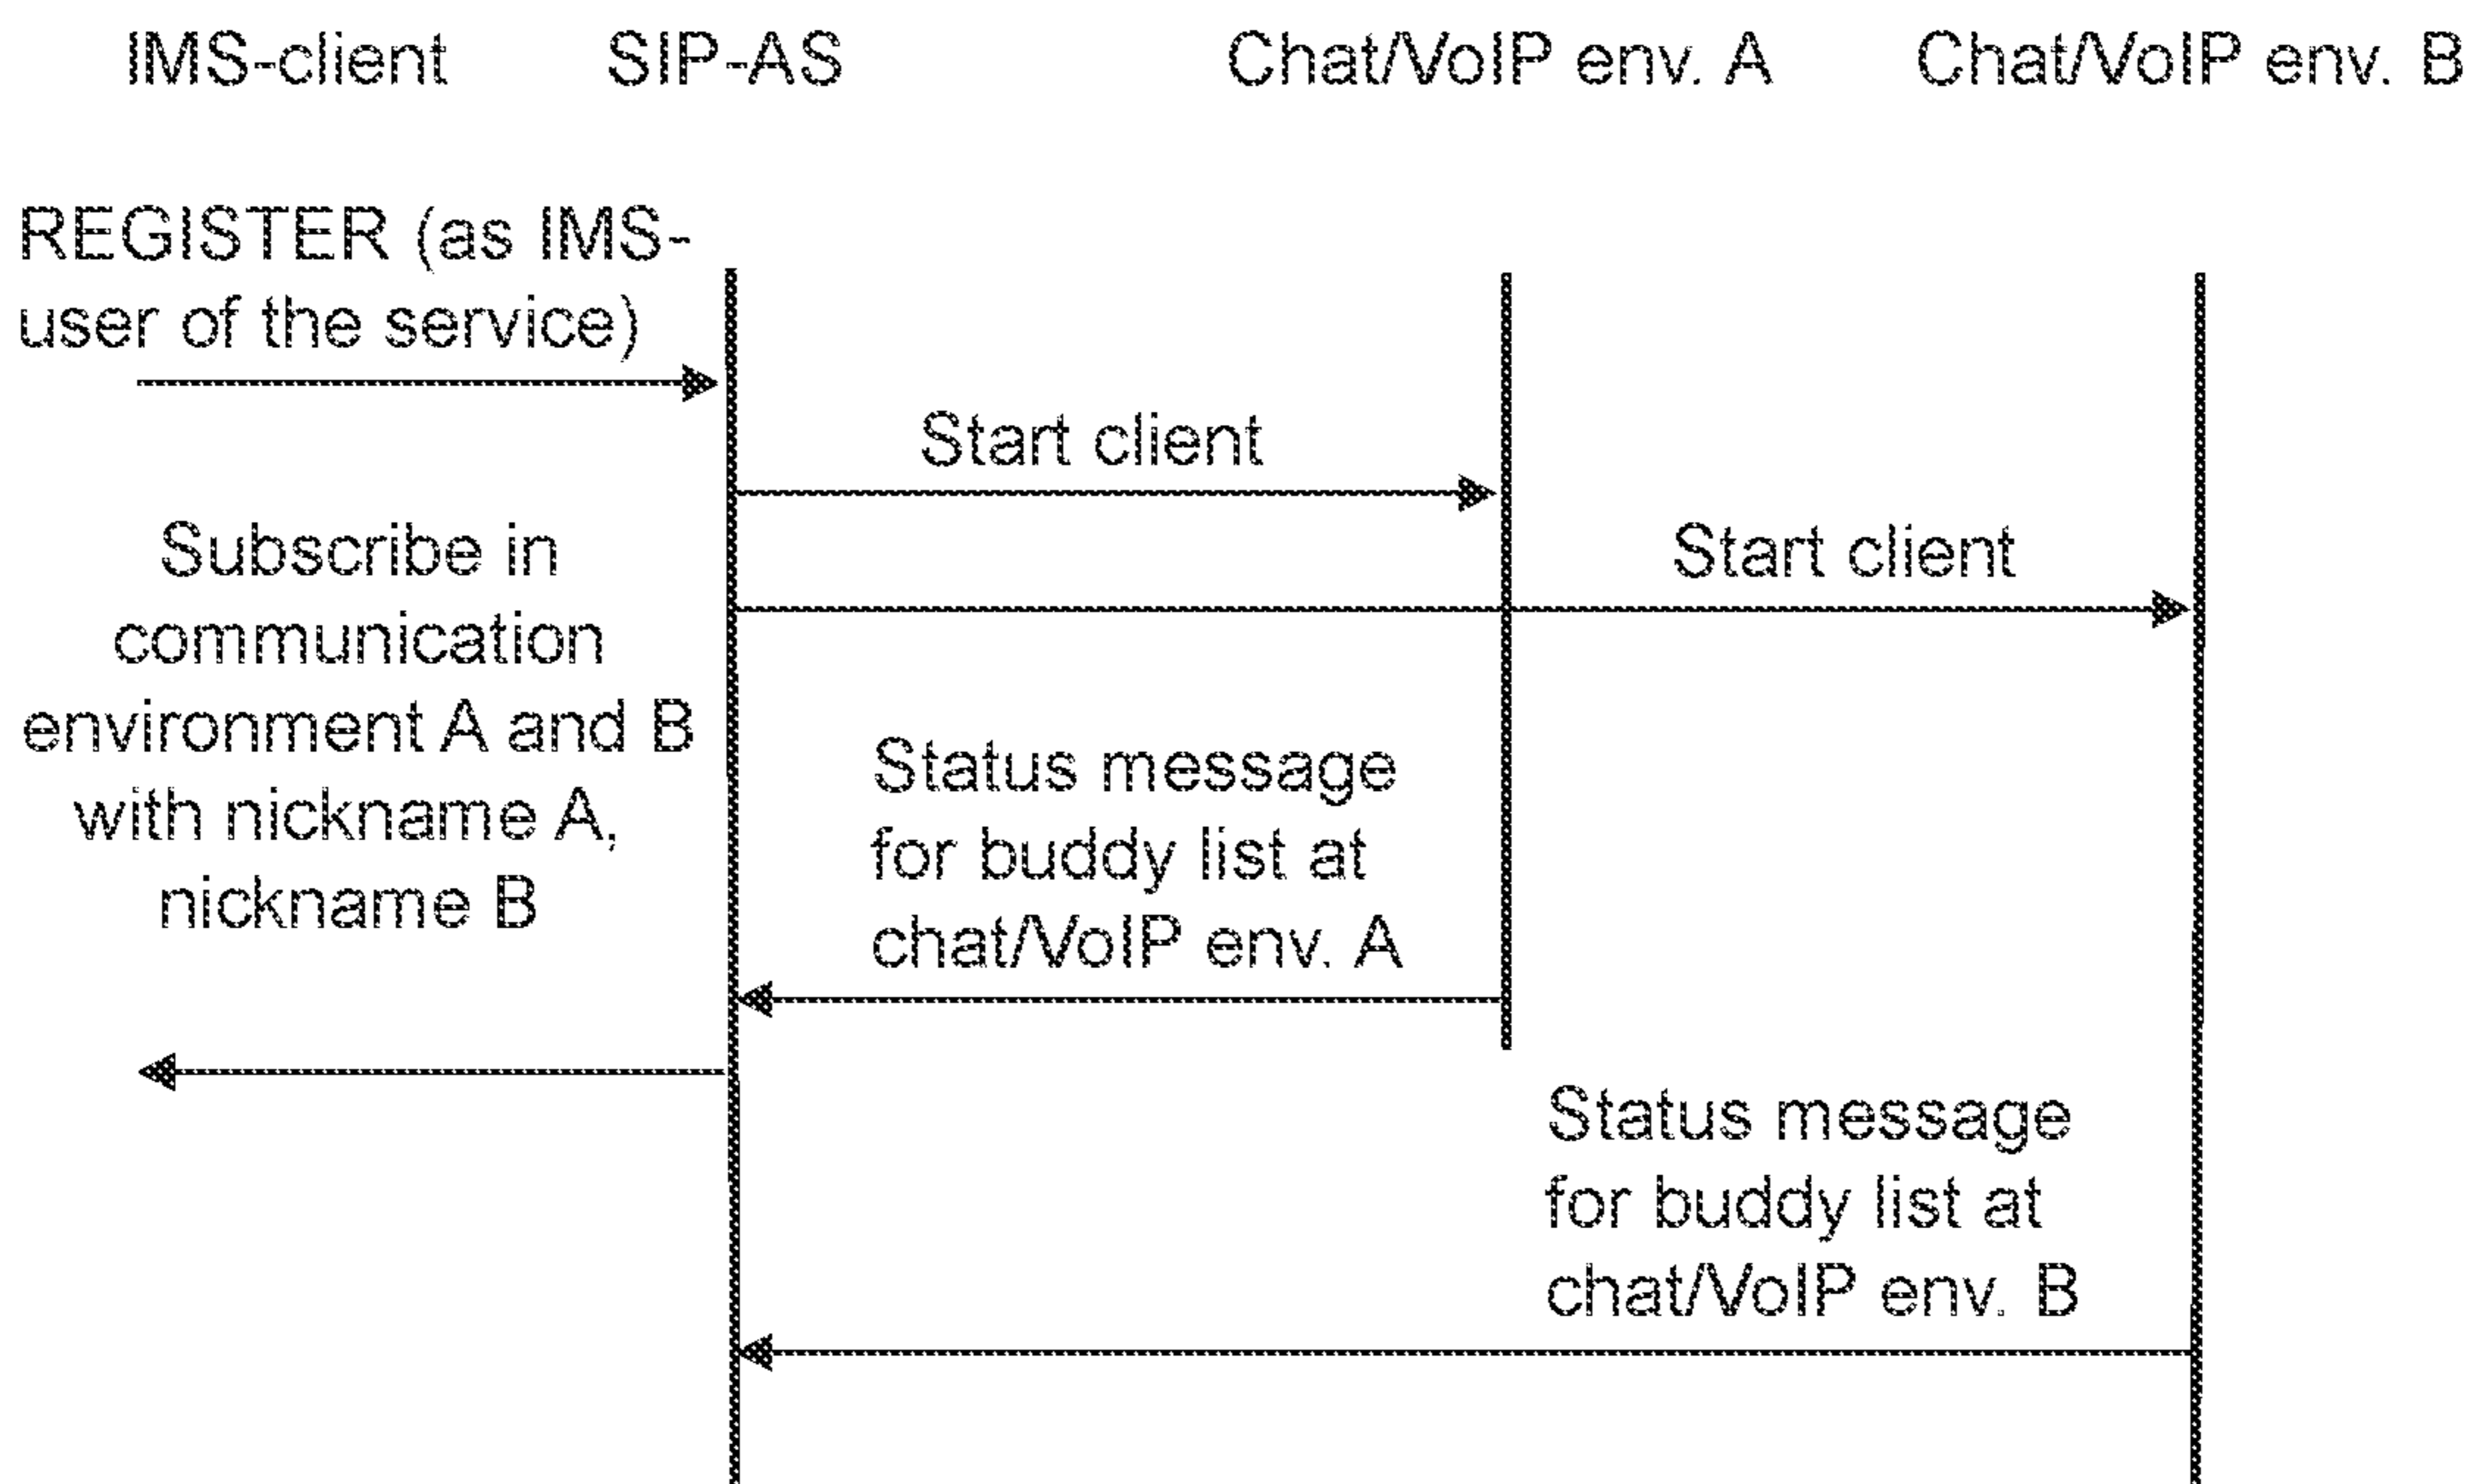 IMS-client SIP-AS Chat/VoIP env. A Chat/VoIP env. B
REGISTER (as IMS-
user of the service)
Start client
Start client
Subscribe in
communication
environment A and B
with nickname A,
nickname B
Status message
for buddy list at
chat/VoIP env. A
Status message
for buddy list at
chat/VoIP env. B